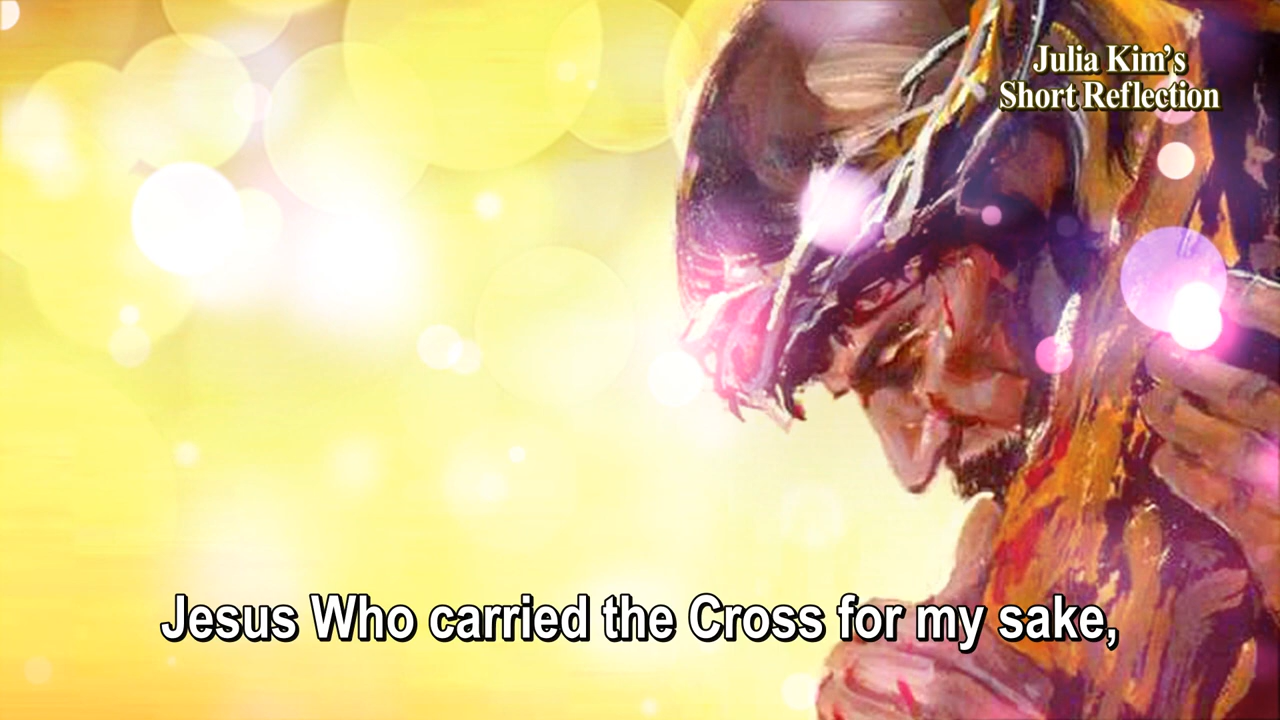 Julia Kim’s
Short Reflection
Jesus Who carried the Cross for my sake,